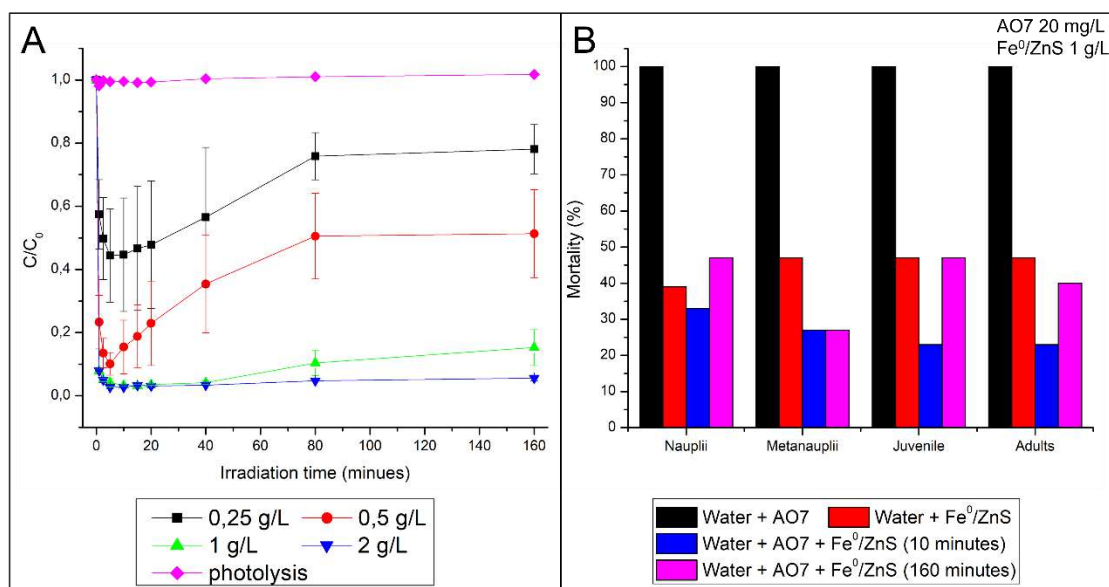 A
C/C0
1,0
0,8
0,6
0,4
0,2
0,0
0 20 40 60 80 100 120 140 160
Irradiation time (minues)
0,25 g/L 0,5 g/L
1 g/L 2 g/L
photolysis
B
AO7 20 mg/L
Fe⁰/ZnS 1 g/L
Mortality (%)
100
90
80
70
60
50
40
30
20
10
0
Nauplii Metanauplii Juvenile Adults
Water + AO7 Water + Fe⁰/ZnS
Water + AO7 + Fe⁰/ZnS (10 minutes)
Water + AO7 + Fe⁰/ZnS (160 minutes)